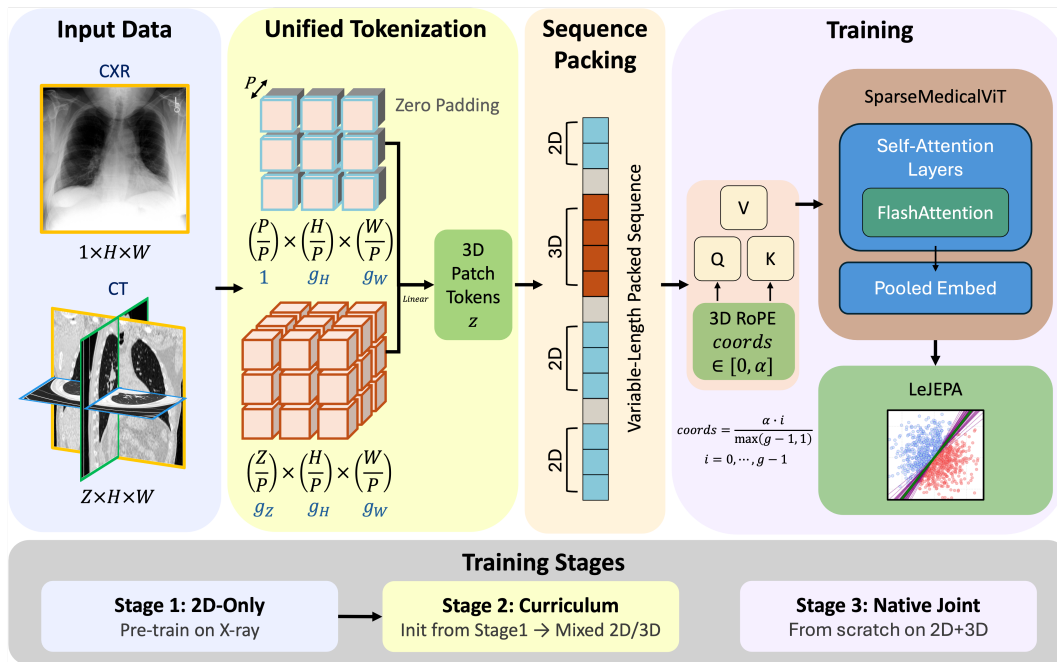 Input Data
CXR
1×H×W
CT
Z×H×W
Unified Tokenization
P
Zero Padding
(P/P)×(H/P)×(W/P)
1 g_H g_W
Linear
3D
Patch
Tokens
z
(Z/P)×(H/P)×(W/P)
g_Z g_H g_W
Sequence
Packing
2D
3D
2D
2D
Variable-Length Packed Sequence
Training
V
Q K
3D RoPE
coords
∈ [0, α]
coords = α · i / max(g − 1, 1)
i = 0, ⋯, g − 1
SparseMedicalViT
Self-Attention
Layers
FlashAttention
Pooled Embed
LeJEPA
Training Stages
Stage 1: 2D-Only
Pre-train on X-ray
Stage 2: Curriculum
Init from Stage1 → Mixed 2D/3D
Stage 3: Native Joint
From scratch on 2D+3D